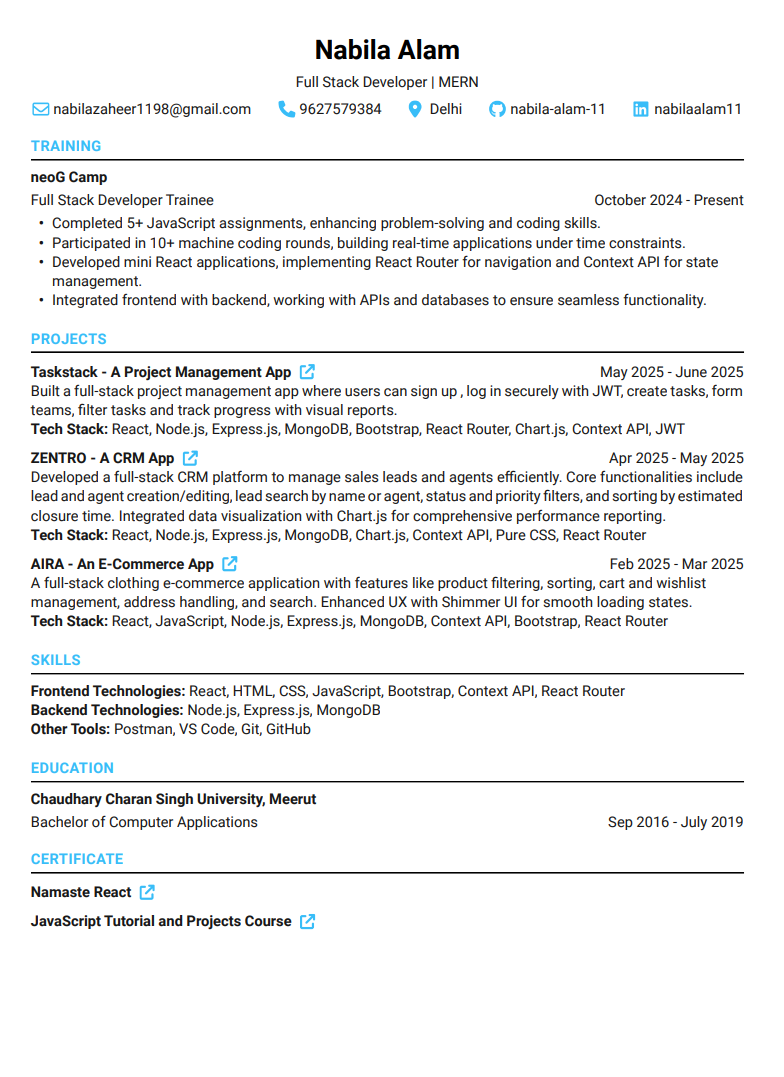 Nabila Alam
Full Stack Developer | MERN
nabilazaheer1198@gmail.com 9627579384 Delhi nabila-alam-11 nabilaalam11
TRAINING
neoG Camp
Full Stack Developer Trainee October 2024 - Present
• Completed 5+ JavaScript assignments, enhancing problem-solving and coding skills.
• Participated in 10+ machine coding rounds, building real-time applications under time constraints.
• Developed mini React applications, implementing React Router for navigation and Context API for state
management.
• Integrated frontend with backend, working with APIs and databases to ensure seamless functionality.
PROJECTS
Taskstack - A Project Management App May 2025 - June 2025
Built a full-stack project management app where users can sign up , log in securely with JWT, create tasks, form
teams, filter tasks and track progress with visual reports.
Tech Stack: React, Node.js, Express.js, MongoDB, Bootstrap, React Router, Chart.js, Context API, JWT
ZENTRO - A CRM App Apr 2025 - May 2025
Developed a full-stack CRM platform to manage sales leads and agents efficiently. Core functionalities include
lead and agent creation/editing, lead search by name or agent, status and priority filters, and sorting by estimated
closure time. Integrated data visualization with Chart.js for comprehensive performance reporting.
Tech Stack: React, Node.js, Express.js, MongoDB, Chart.js, Context API, Pure CSS, React Router
AIRA - An E-Commerce App Feb 2025 - Mar 2025
A full-stack clothing e-commerce application with features like product filtering, sorting, cart and wishlist
management, address handling, and search. Enhanced UX with Shimmer UI for smooth loading states.
Tech Stack: React, JavaScript, Node.js, Express.js, MongoDB, Context API, Bootstrap, React Router
SKILLS
Frontend Technologies: React, HTML, CSS, JavaScript, Bootstrap, Context API, React Router
Backend Technologies: Node.js, Express.js, MongoDB
Other Tools: Postman, VS Code, Git, GitHub
EDUCATION
Chaudhary Charan Singh University, Meerut
Bachelor of Computer Applications Sep 2016 - July 2019
CERTIFICATE
Namaste React
JavaScript Tutorial and Projects Course